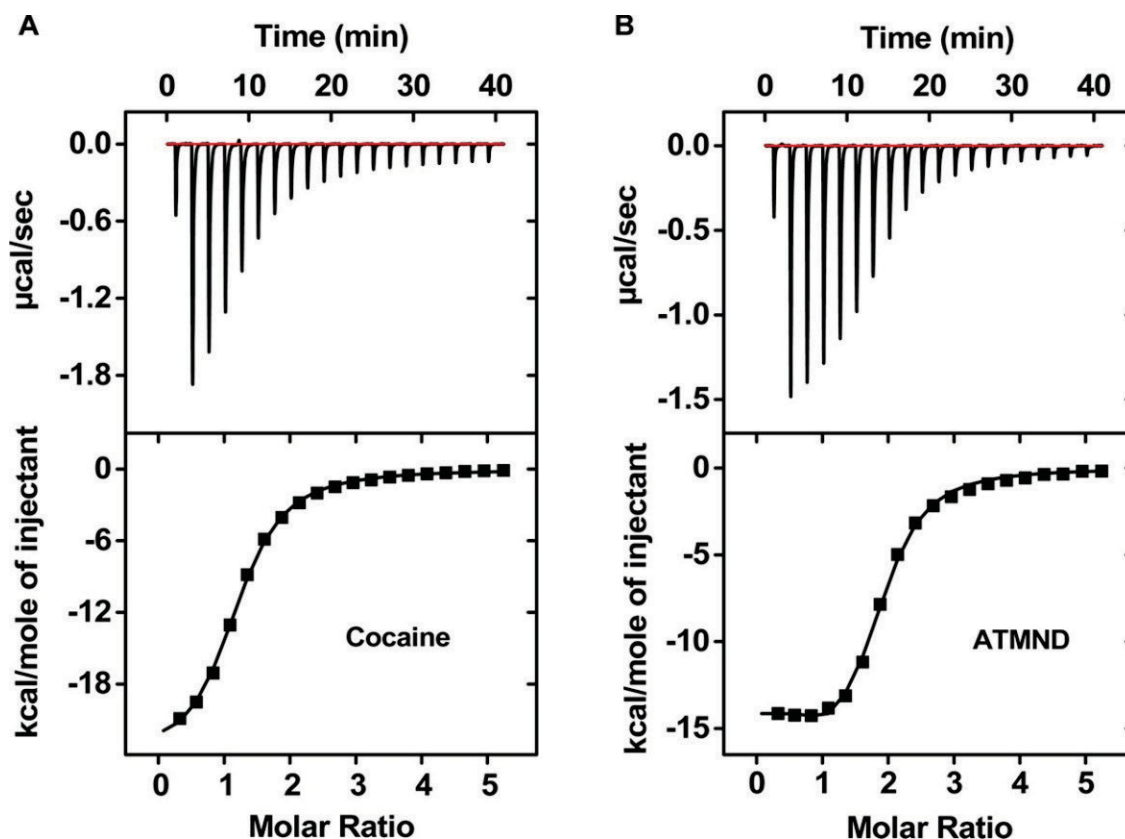 A
Time (min)
0 10 20 30 40
0.0
-0.6
-1.2
-1.8
µcal/sec
0
-6
-12
-18
kcal/mole of injectant
Cocaine
0 1 2 3 4 5
Molar Ratio
B
Time (min)
0 10 20 30 40
0.0
-0.5
-1.0
-1.5
µcal/sec
0
-5
-10
-15
kcal/mole of injectant
ATMND
0 1 2 3 4 5
Molar Ratio